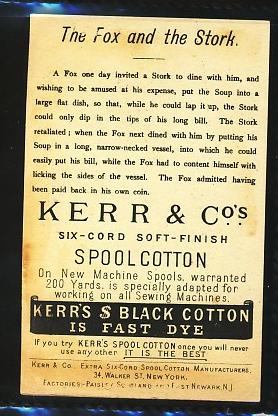 The Fox and the Stork.
A Fox one day invited a Stork to dine with him, and
wishing to be amused at his expense, put the Soup into a
large flat dish, so that, while he could lap it up, the Stork
could only dip in the tips of his long bill. The Stork
retaliated; when the Fox next dined with him by putting his
Soup in a long, narrow-necked vessel, into which he could
easily put his bill, while the Fox had to content himself with
licking the sides of the vessel. The Fox admitted having
been paid back in his own coin.
KERR & Co's
SIX-CORD SOFT-FINISH
SPOOL COTTON
On New Machine Spools, warranted
200 Yards, is specially adapted for
working on all Sewing Machines.
KERR'S BLACK COTTON
IS FAST DYE
If you try KERR'S SPOOL COTTON once you will never
use any other IT IS THE BEST
Kerr & Co. Extra Six-Cord Spool Cotton Manufacturers,
34, Walker St. New York.
Factories-Paisley Scotland Newark N.J.